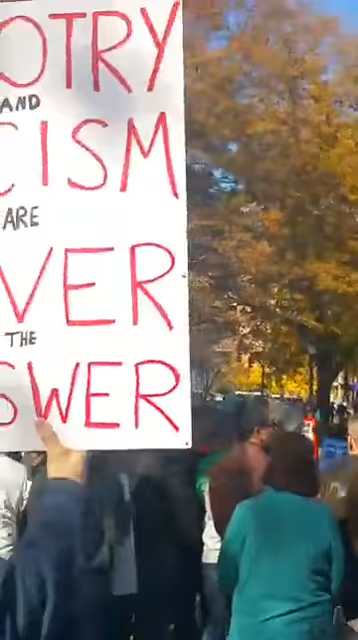 OTRY
AND
CISM
ARE
VER
THE
SWER